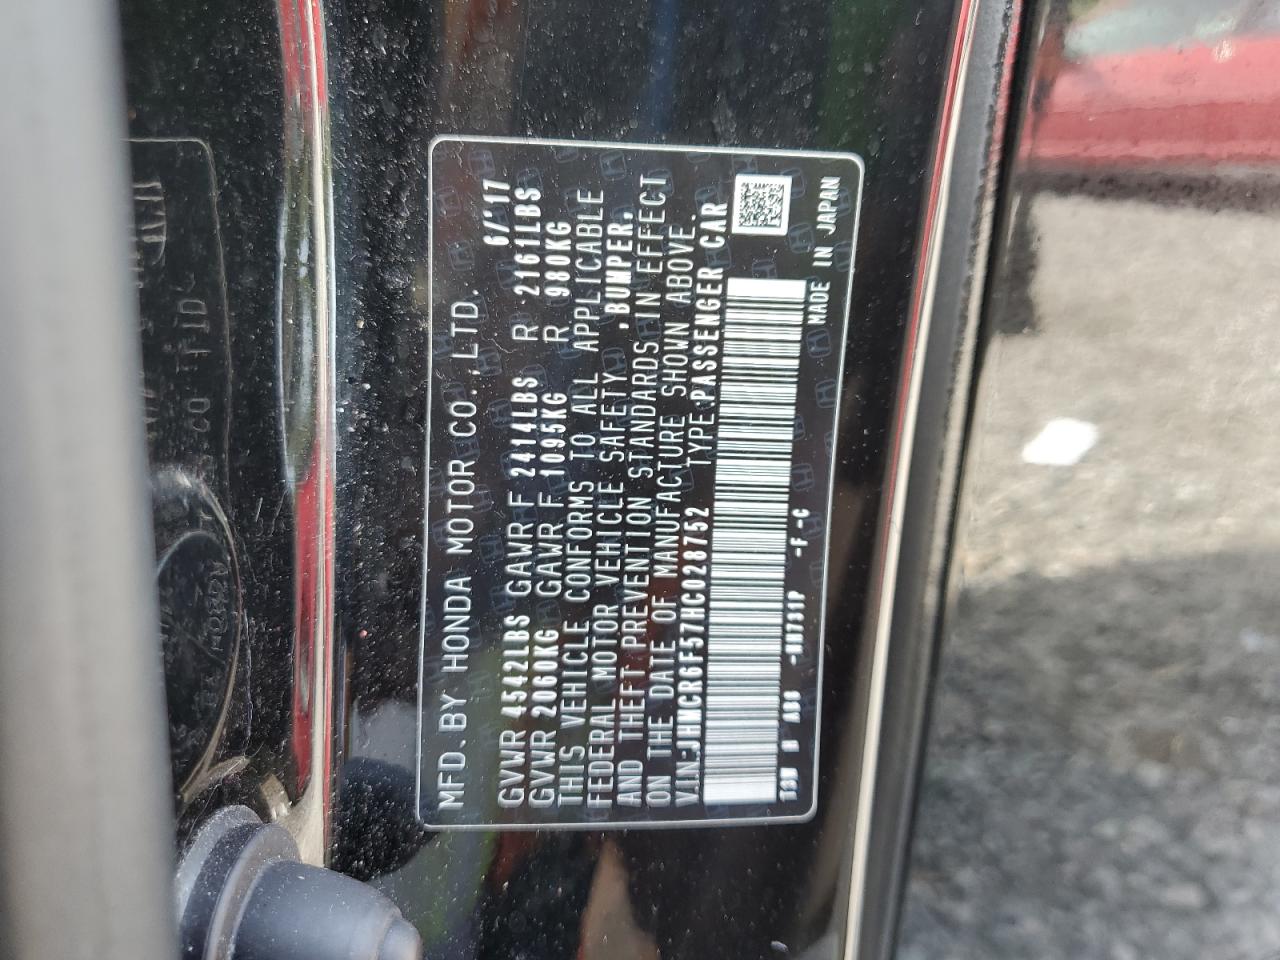 MFD. BY HONDA MOTOR CO.,LTD. 6/'17
GVWR 4542LBS GAWR F 2414LBS R 2161LBS
GVWR 2060KG GAWR F 1095KG R 980KG
THIS VEHICLE CONFORMS TO ALL APPLICABLE
FEDERAL MOTOR VEHICLE SAFETY ,BUMPER,
AND THEFT PREVENTION STANDARDS IN EFFECT
ON THE DATE OF MANUFACTURE SHOWN ABOVE.
V.I.N:JHMCR6F57HC028752 TYPE:PASSENGER CAR
-F -C
MADE IN JAPAN